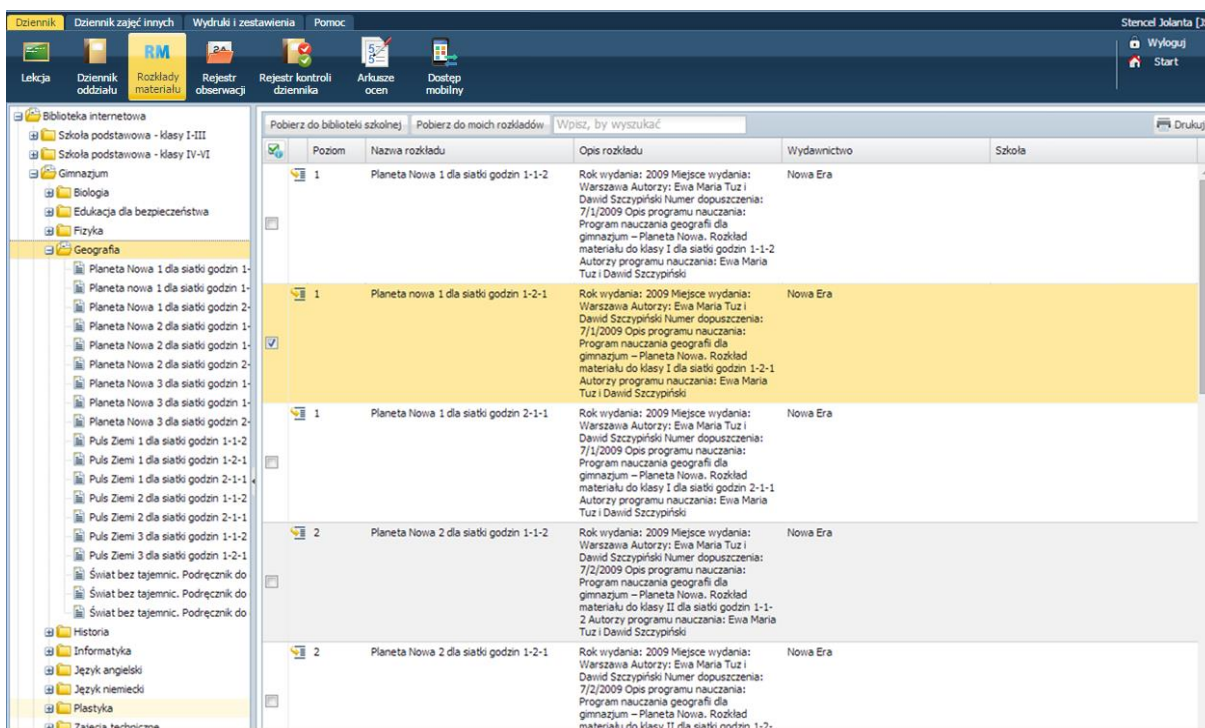 Dziennik Dziennik zajęć innych Wydruki i zestawienia Pomoc Stencel Jolanta
Wyloguj
Start
RM
Lekcja Dziennik oddziału Rozkłady materiału Rejestr obserwacji Rejestr kontroli dziennika Arkusze ocen Dostęp mobilny
Biblioteka internetowa
Szkoła podstawowa - klasy I-III
Szkoła podstawowa - klasy IV-VI
Gimnazjum
Biologia
Edukacja dla bezpieczeństwa
Fizyka
Geografia
Planeta Nowa 1 dla siatki godzin 1-
Planeta nowa 1 dla siatki godzin 1-
Planeta Nowa 1 dla siatki godzin 2-
Planeta Nowa 2 dla siatki godzin 1-
Planeta Nowa 2 dla siatki godzin 1-
Planeta Nowa 2 dla siatki godzin 2-
Planeta Nowa 3 dla siatki godzin 1-
Planeta Nowa 3 dla siatki godzin 1-
Planeta Nowa 3 dla siatki godzin 2-
Puls Ziemi 1 dla siatki godzin 1-1-2
Puls Ziemi 1 dla siatki godzin 1-2-1
Puls Ziemi 1 dla siatki godzin 2-1-1
Puls Ziemi 2 dla siatki godzin 1-1-2
Puls Ziemi 2 dla siatki godzin 2-1-1
Puls Ziemi 3 dla siatki godzin 1-1-2
Puls Ziemi 3 dla siatki godzin 1-2-1
Świat bez tajemnic. Podręcznik do
Świat bez tajemnic. Podręcznik do
Świat bez tajemnic. Podręcznik do
Historia
Informatyka
Język angielski
Język niemiecki
Plastyka
Zajęcia techniczne
Pobierz do biblioteki szkolnej Pobierz do moich rozkładów Wpisz, by wyszukać Drukuj
Poziom Nazwa rozkładu Opis rozkładu Wydawnictwo Szkoła
1 Planeta Nowa 1 dla siatki godzin 1-1-2 Rok wydania: 2009 Miejsce wydania: Nowa Era
Warszawa Autorzy: Ewa Maria Tuz i
Dawid Szczypiński Numer dopuszczenia:
7/1/2009 Opis programu nauczania:
Program nauczania geografii dla
gimnazjum – Planeta Nowa. Rozkład
materiału do klasy I dla siatki godzin 1-1-2
Autorzy programu nauczania: Ewa Maria
Tuz i Dawid Szczypiński
1 Planeta nowa 1 dla siatki godzin 1-2-1 Rok wydania: 2009 Miejsce wydania: Nowa Era
Warszawa Autorzy: Ewa Maria Tuz i
Dawid Szczypiński Numer dopuszczenia:
7/1/2009 Opis programu nauczania:
Program nauczania geografii dla
gimnazjum – Planeta Nowa. Rozkład
materiału do klasy I dla siatki godzin 1-2-1
Autorzy programu nauczania: Ewa Maria
Tuz i Dawid Szczypiński
1 Planeta Nowa 1 dla siatki godzin 2-1-1 Rok wydania: 2009 Miejsce wydania: Nowa Era
Warszawa Autorzy: Ewa Maria Tuz i
Dawid Szczypiński Numer dopuszczenia:
7/1/2009 Opis programu nauczania:
Program nauczania geografii dla
gimnazjum – Planeta Nowa. Rozkład
materiału do klasy I dla siatki godzin 2-1-1
Autorzy programu nauczania: Ewa Maria
Tuz i Dawid Szczypiński
2 Planeta Nowa 2 dla siatki godzin 1-1-2 Rok wydania: 2009 Miejsce wydania: Nowa Era
Warszawa Autorzy: Ewa Maria Tuz i
Dawid Szczypiński Numer dopuszczenia:
7/2/2009 Opis programu nauczania:
Program nauczania geografii dla
gimnazjum – Planeta Nowa. Rozkład
materiału do klasy II dla siatki godzin 1-1-
2 Autorzy programu nauczania: Ewa Maria
Tuz i Dawid Szczypiński
2 Planeta Nowa 2 dla siatki godzin 1-2-1 Rok wydania: 2009 Miejsce wydania: Nowa Era
Warszawa Autorzy: Ewa Maria Tuz i
Dawid Szczypiński Numer dopuszczenia:
7/2/2009 Opis programu nauczania:
Program nauczania geografii dla
gimnazjum – Planeta Nowa. Rozkład
materiału do klasy II dla siatki godzin 1-2-